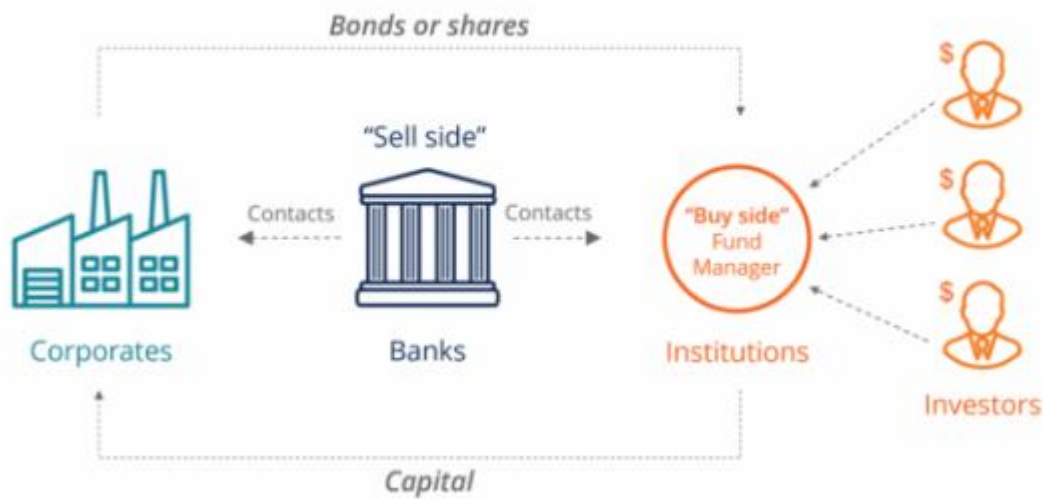 Bonds or shares
$
"Sell side"
$
Contacts
Contacts
"Buy side"
Fund
Manager
$
Corporates
Banks
Institutions
Investors
Capital